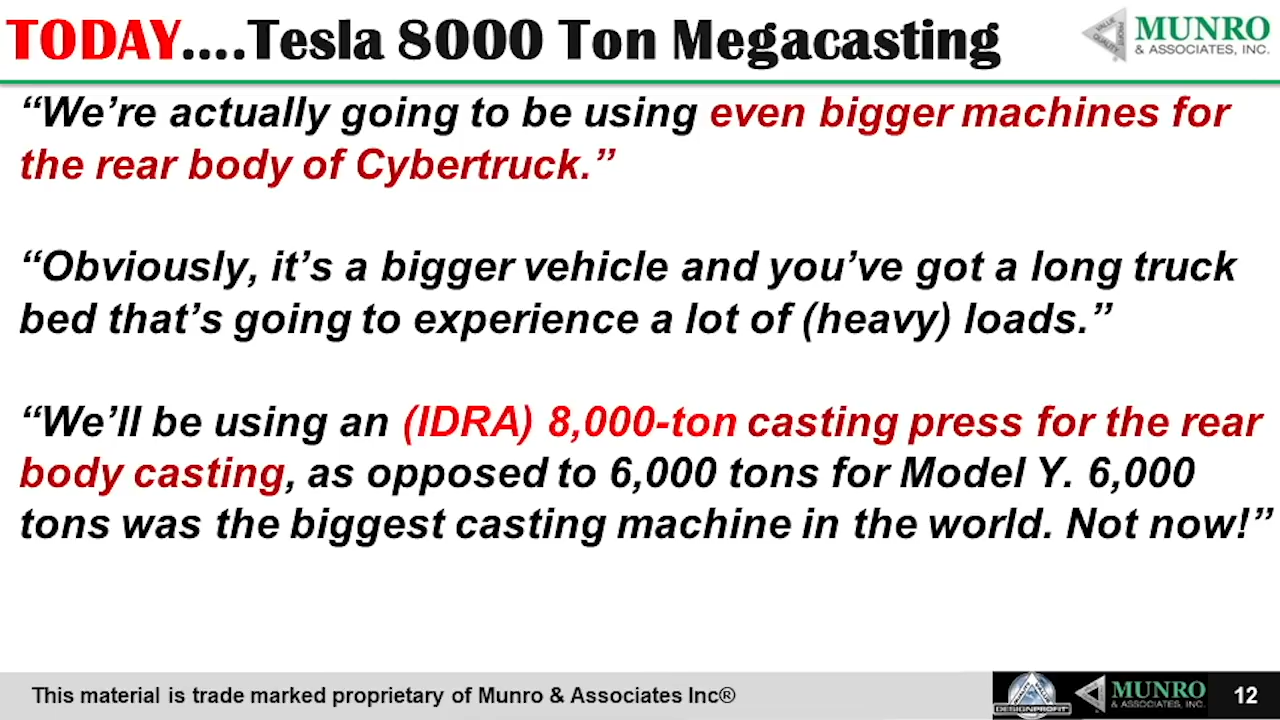 TODAY....Tesla 8000 Ton Megacasting
MUNRO
& ASSOCIATES, INC.
VALUE
QUALITY
“We’re actually going to be using even bigger machines for
the rear body of Cybertruck.”
“Obviously, it’s a bigger vehicle and you’ve got a long truck
bed that’s going to experience a lot of (heavy) loads.”
“We’ll be using an (IDRA) 8,000-ton casting press for the rear
body casting, as opposed to 6,000 tons for Model Y. 6,000
tons was the biggest casting machine in the world. Not now!”
This material is trade marked proprietary of Munro & Associates Inc®
DESIGNPROFIT
MUNRO
& ASSOCIATES, INC.
12